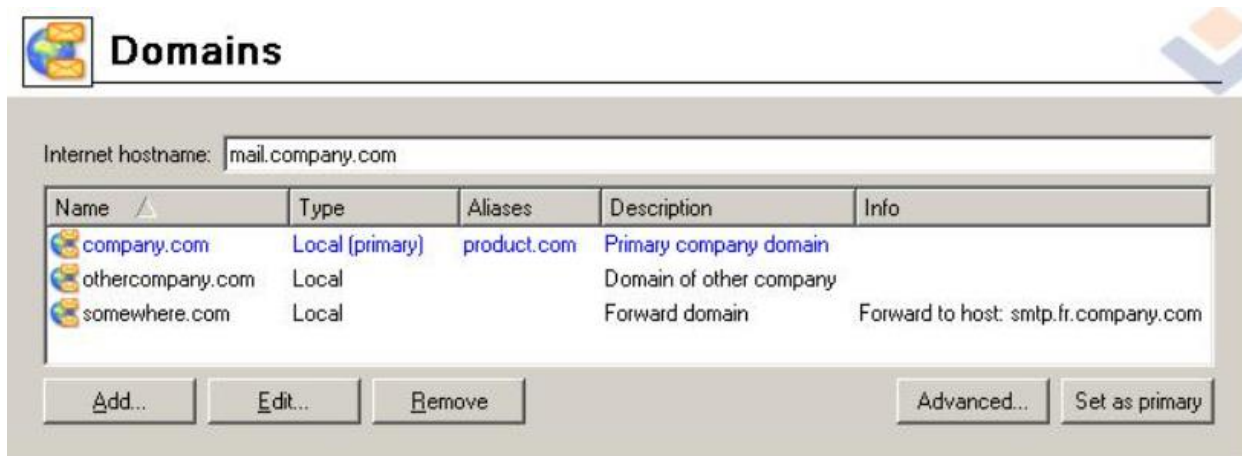 Domains
Internet hostname: mail.company.com
Name Type Aliases Description Info
company.com Local (primary) product.com Primary company domain
othercompany.com Local Domain of other company
somewhere.com Local Forward domain Forward to host: smtp.fr.company.com
Add... Edit... Remove Advanced... Set as primary